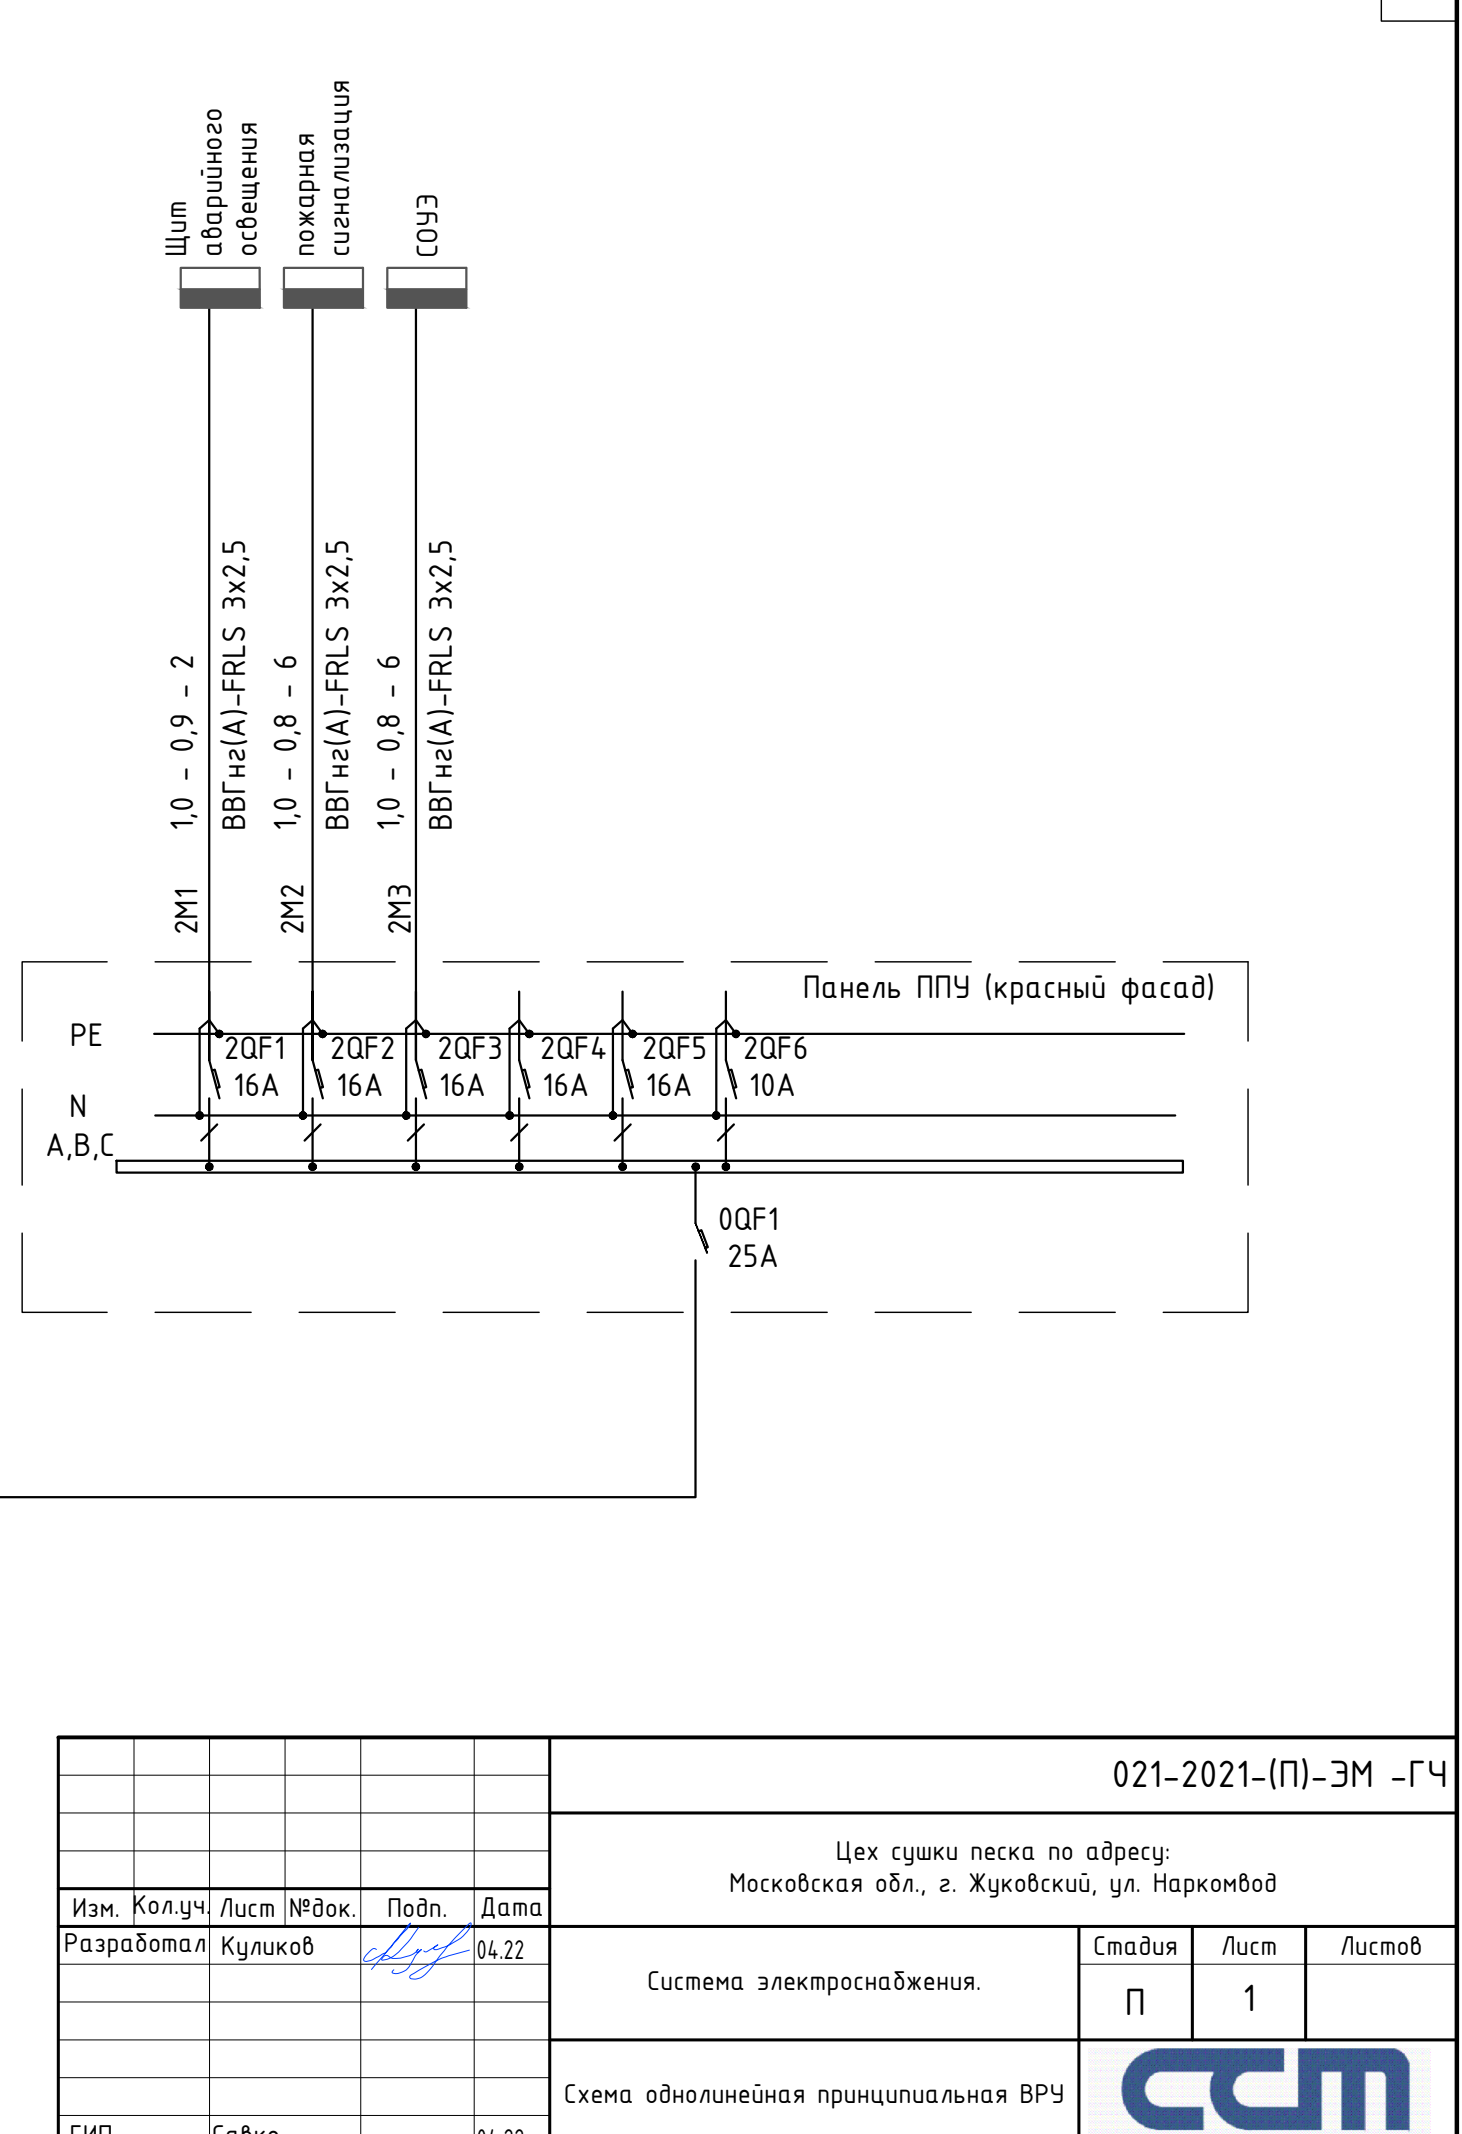 Щит
аварийного
освещения
пожарная
сигнализация
СОУЭ
1,0 - 0,9 - 2
ВВГнг(А)-FRLS 3х2,5
1,0 - 0,8 - 6
ВВГнг(А)-FRLS 3х2,5
1,0 - 0,8 - 6
ВВГнг(А)-FRLS 3х2,5
2М1
2М2
2М3
Панель ППУ (красный фасад)
PE
2QF1 2QF2 2QF3 2QF4 2QF5 2QF6
16А 16А 16А 16А 16А 10А
N
A,B,C
0QF1
25А
021-2021-(П)-ЭМ -ГЧ
Цех сушки песка по адресу:
Московская обл., г. Жуковский, ул. Наркомвод
Изм. Кол.уч. Лист №док. Подп. Дата
Разработал Куликов 04.22
Система электроснабжения.
Стадия Лист Листов
П 1
Схема однолинейная принципиальная ВРУ
ССТ
ГИП 04.22